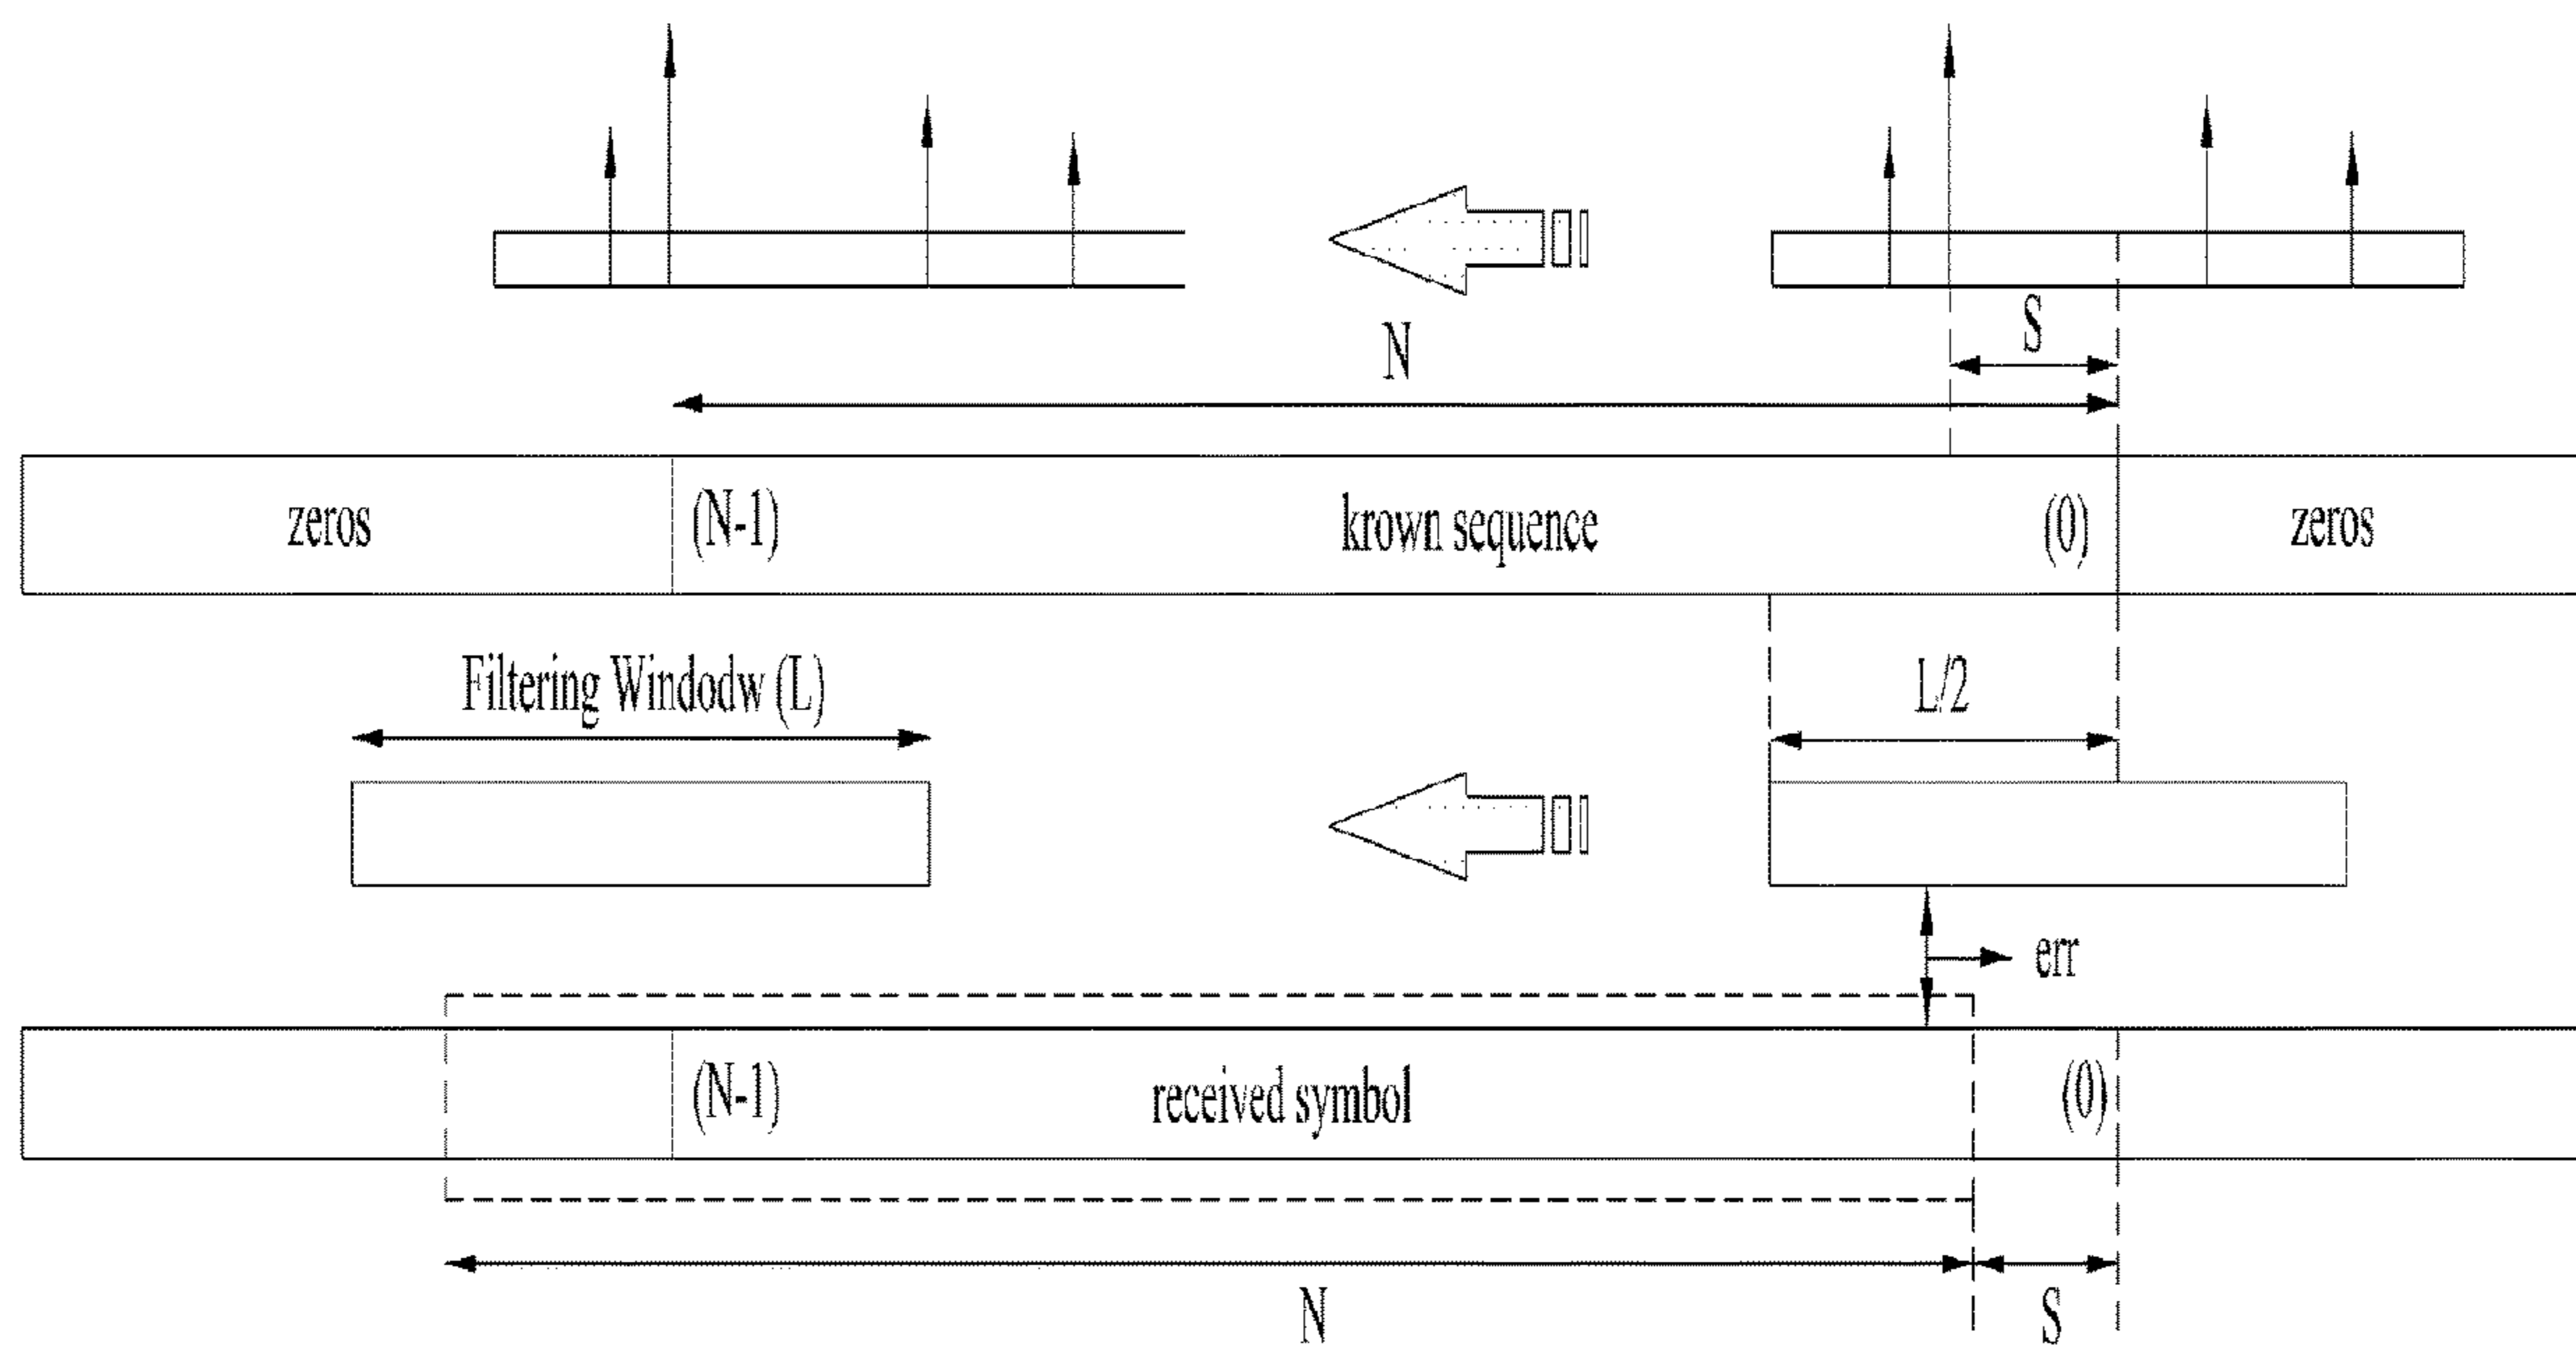 S
N
zeros
(N-1)
krown sequence
(0)
zeros
Filtering Windodw (L)
L/2
err
(N-1)
received symbol
(0)
N
S